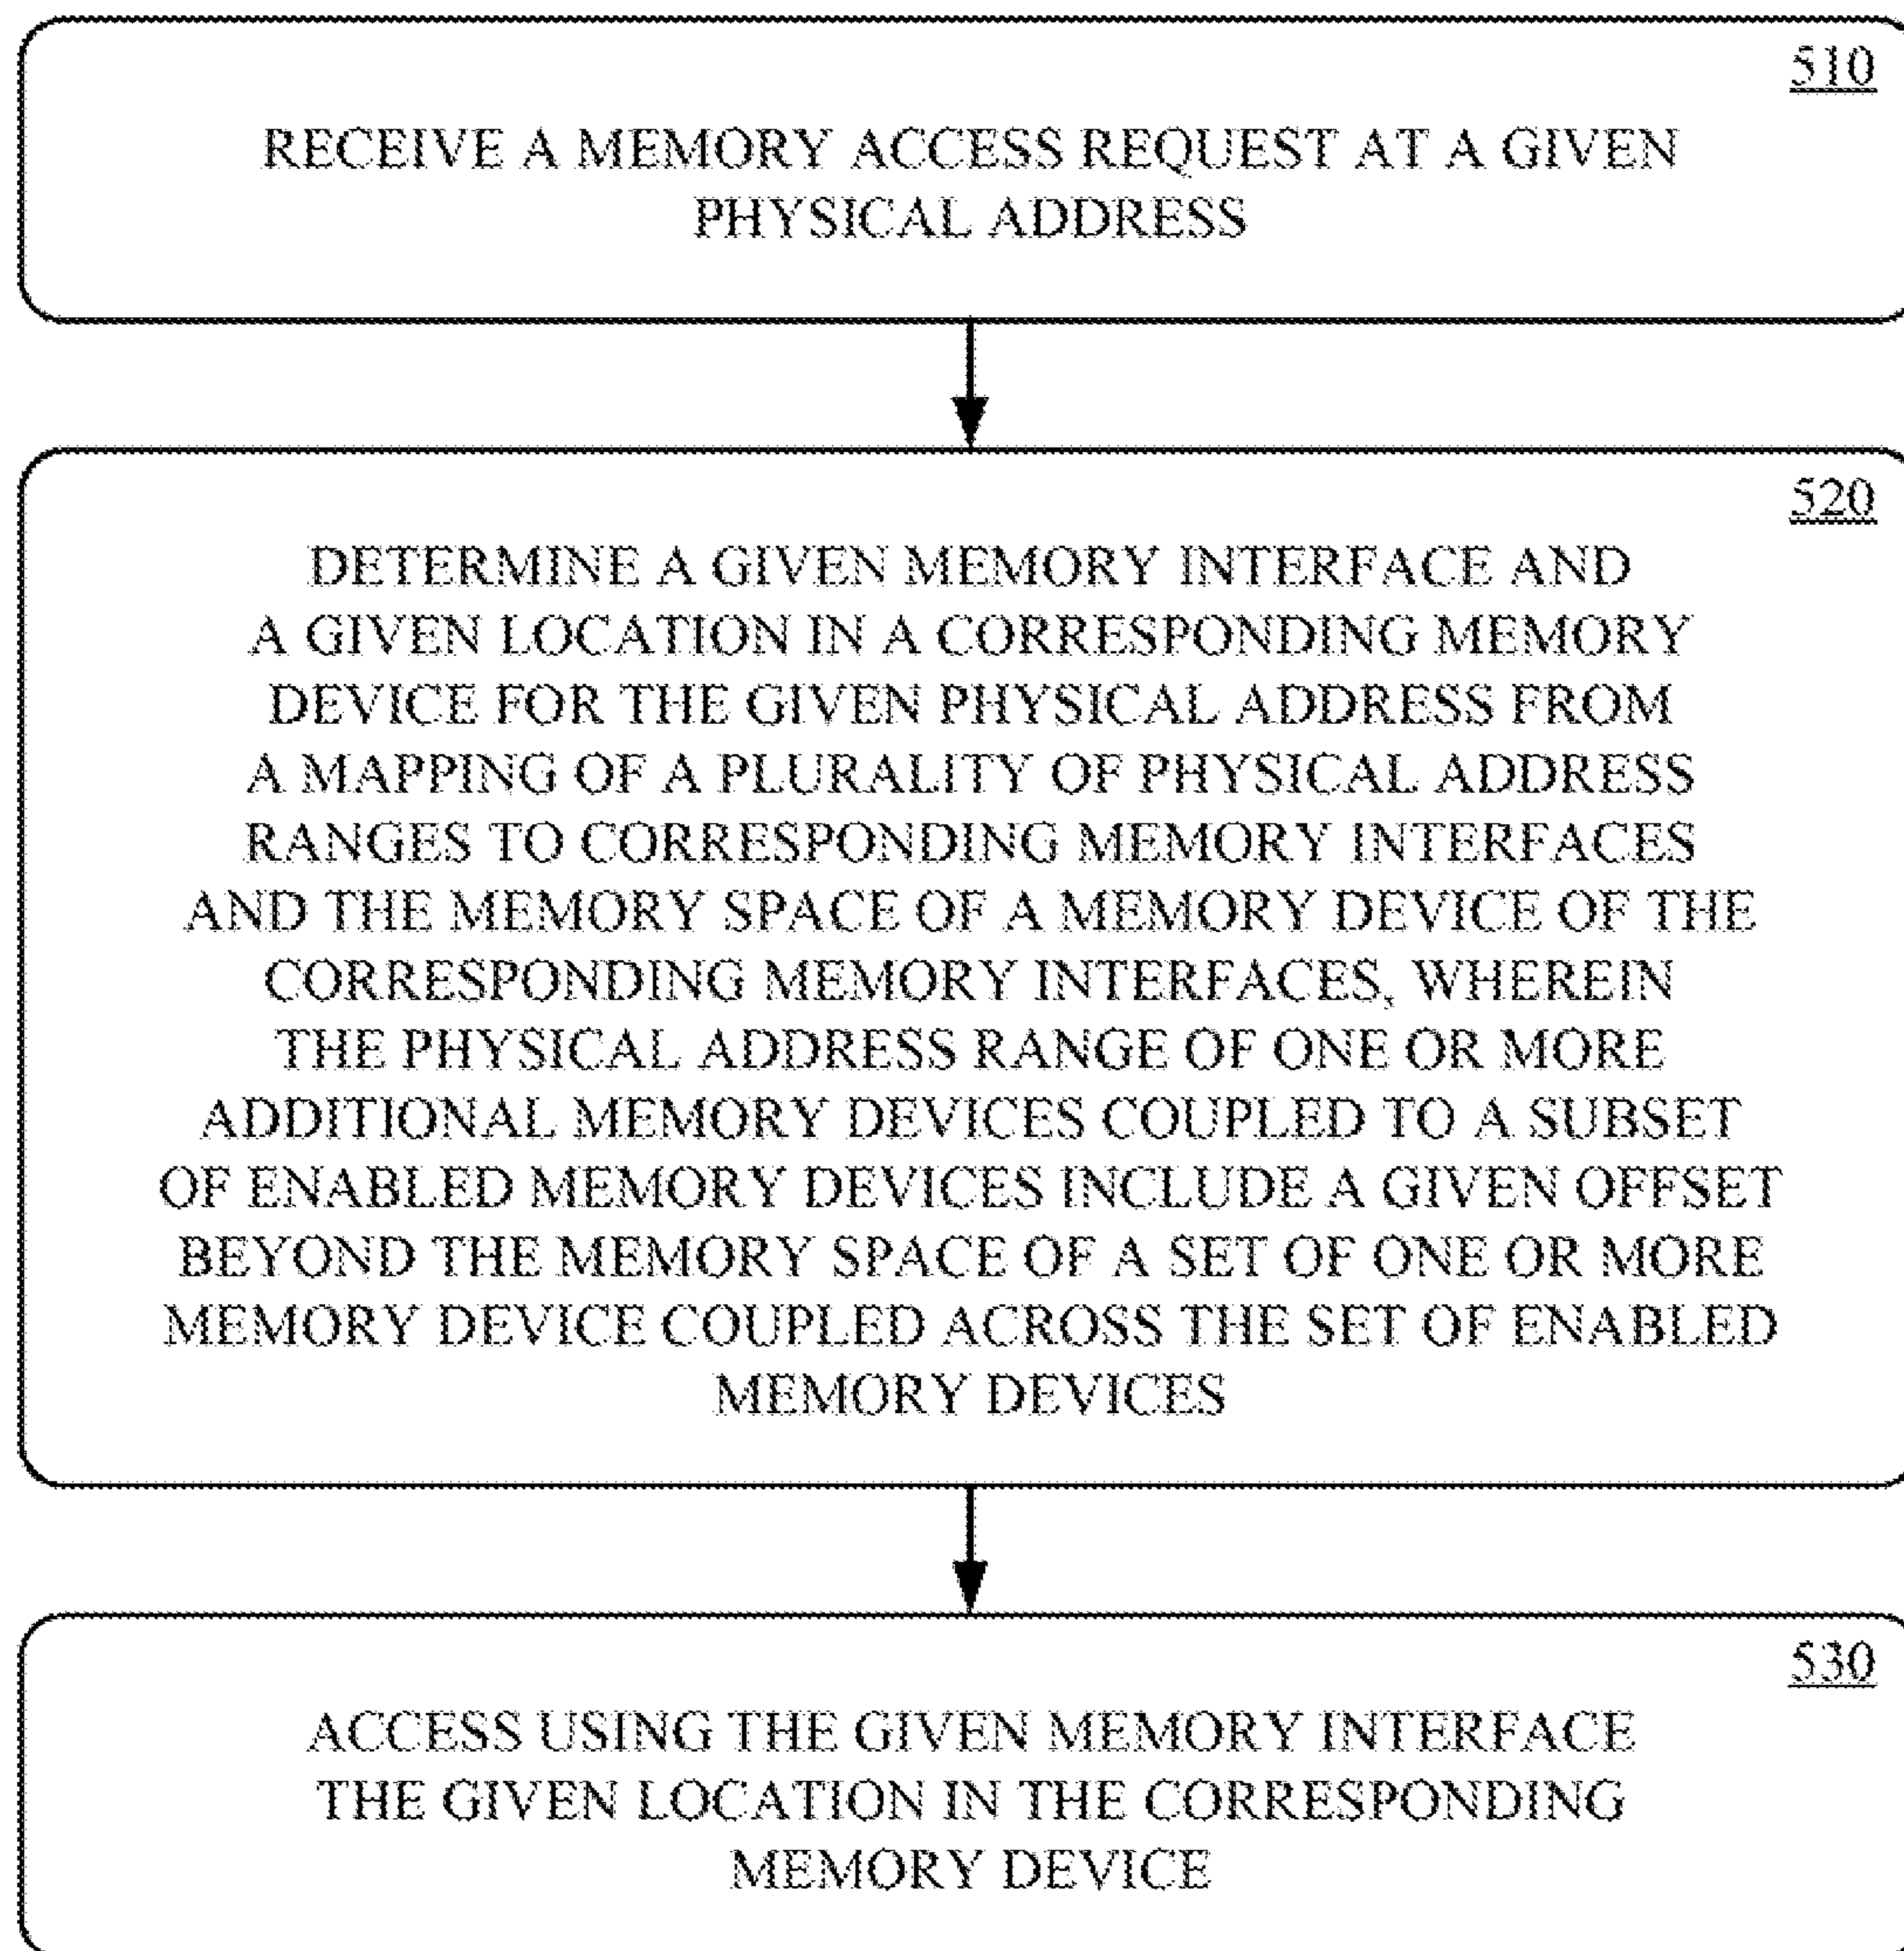 510
RECEIVE A MEMORY ACCESS REQUEST AT A GIVEN
PHYSICAL ADDRESS
520
DETERMINE A GIVEN MEMORY INTERFACE AND
A GIVEN LOCATION IN A CORRESPONDING MEMORY
DEVICE FOR THE GIVEN PHYSICAL ADDRESS FROM
A MAPPING OF A PLURALITY OF PHYSICAL ADDRESS
RANGES TO CORRESPONDING MEMORY INTERFACES
AND THE MEMORY SPACE OF A MEMORY DEVICE OF THE
CORRESPONDING MEMORY INTERFACES, WHEREIN
THE PHYSICAL ADDRESS RANGE OF ONE OR MORE
ADDITIONAL MEMORY DEVICES COUPLED TO A SUBSET
OF ENABLED MEMORY DEVICES INCLUDE A GIVEN OFFSET
BEYOND THE MEMORY SPACE OF A SET OF ONE OR MORE
MEMORY DEVICE COUPLED ACROSS THE SET OF ENABLED
MEMORY DEVICES
530
ACCESS USING THE GIVEN MEMORY INTERFACE
THE GIVEN LOCATION IN THE CORRESPONDING
MEMORY DEVICE